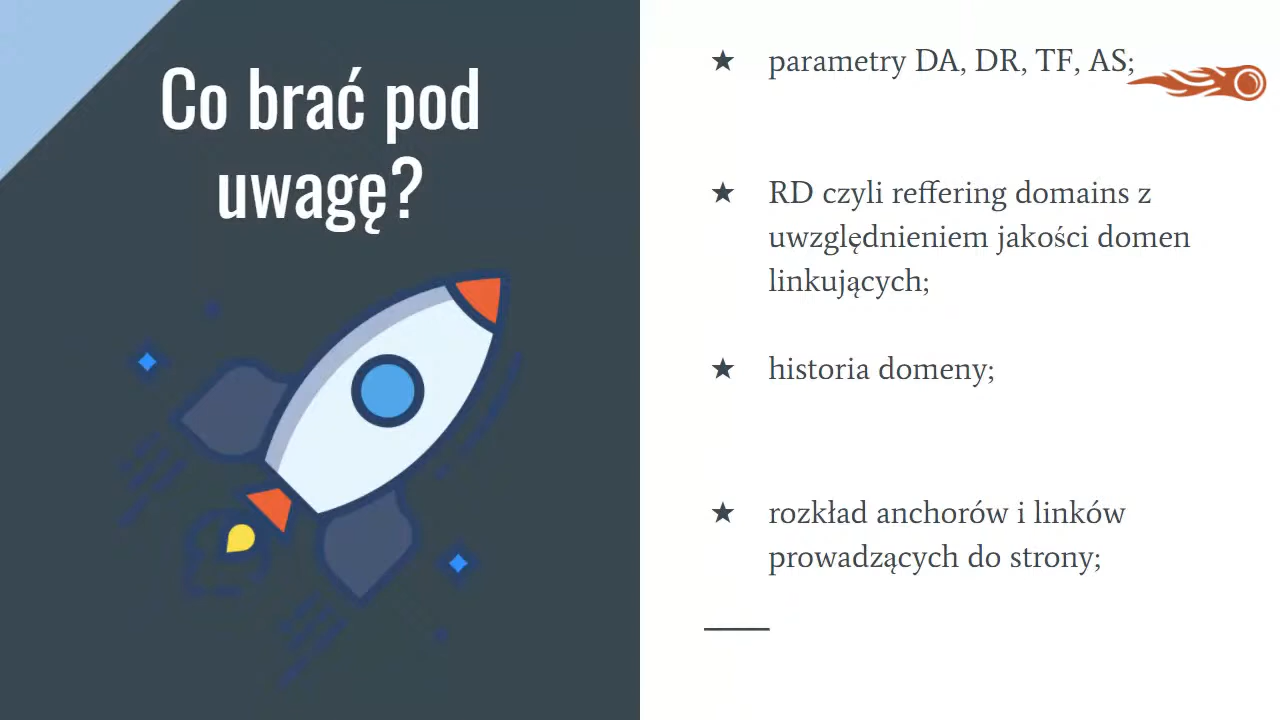 Co brać pod
uwagę?
★ parametry DA, DR, TF, AS;
★ RD czyli reffering domains z
uwzględnieniem jakości domen
linkujących;
★ historia domeny;
★ rozkład anchorów i linków
prowadzących do strony;